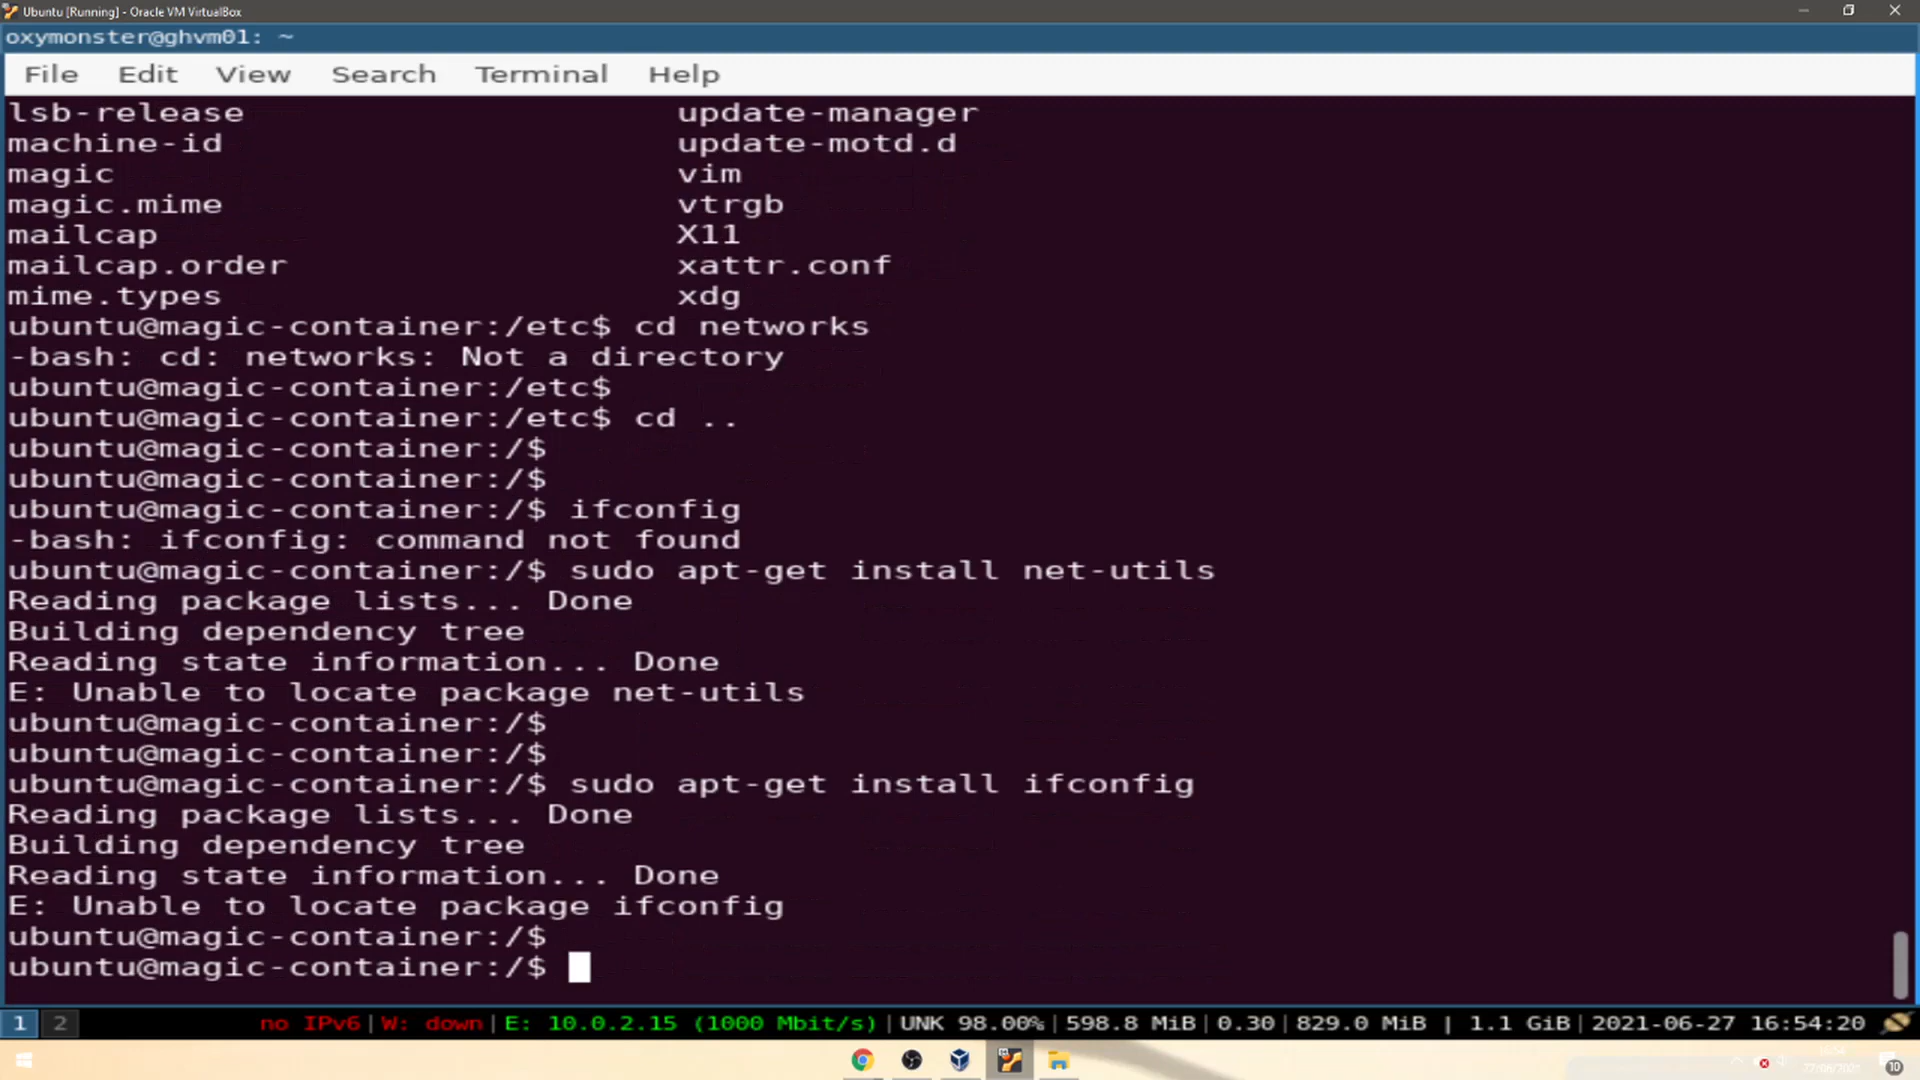 Ubuntu [Running] - Oracle VM VirtualBox
oxymonster@ghvm01: ~
File Edit View Search Terminal Help
lsb-release update-manager
machine-id update-motd.d
magic vim
magic.mime vtrgb
mailcap X11
mailcap.order xattr.conf
mime.types xdg
ubuntu@magic-container:/etc$ cd networks
-bash: cd: networks: Not a directory
ubuntu@magic-container:/etc$
ubuntu@magic-container:/etc$ cd ..
ubuntu@magic-container:/$
ubuntu@magic-container:/$
ubuntu@magic-container:/$ ifconfig
-bash: ifconfig: command not found
ubuntu@magic-container:/$ sudo apt-get install net-utils
Reading package lists... Done
Building dependency tree
Reading state information... Done
E: Unable to locate package net-utils
ubuntu@magic-container:/$
ubuntu@magic-container:/$
ubuntu@magic-container:/$ sudo apt-get install ifconfig
Reading package lists... Done
Building dependency tree
Reading state information... Done
E: Unable to locate package ifconfig
ubuntu@magic-container:/$
ubuntu@magic-container:/$
1 2 no IPv6|W: down|E: 10.0.2.15 (1000 Mbit/s)|UNK 98.00%|598.8 MiB|0.30|829.0 MiB | 1.1 GiB|2021-06-27 16:54:20
10